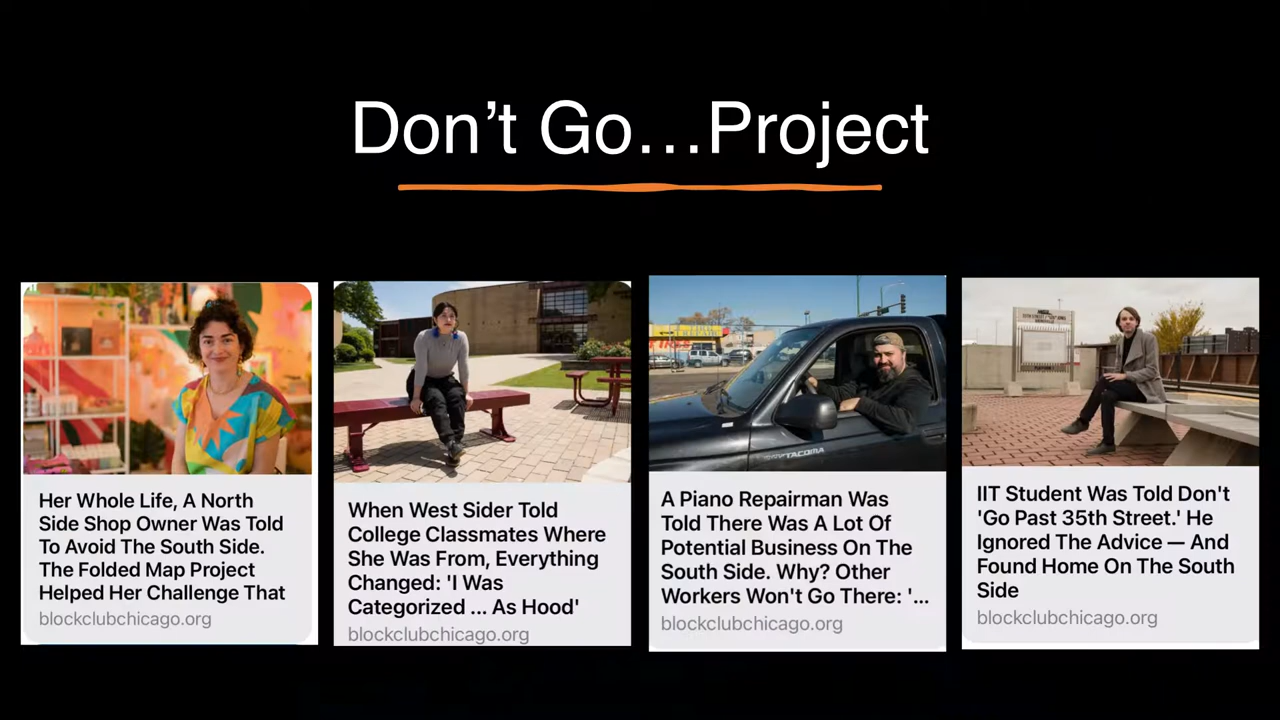 Don’t Go…Project
Her Whole Life, A North
Side Shop Owner Was Told
To Avoid The South Side.
The Folded Map Project
Helped Her Challenge That
blockclubchicago.org
When West Sider Told
College Classmates Where
She Was From, Everything
Changed: 'I Was
Categorized ... As Hood'
blockclubchicago.org
TACOMA
A Piano Repairman Was
Told There Was A Lot Of
Potential Business On The
South Side. Why? Other
Workers Won't Go There: '...
blockclubchicago.org
IIT Student Was Told Don't
'Go Past 35th Street.' He
Ignored The Advice — And
Found Home On The South
Side
blockclubchicago.org